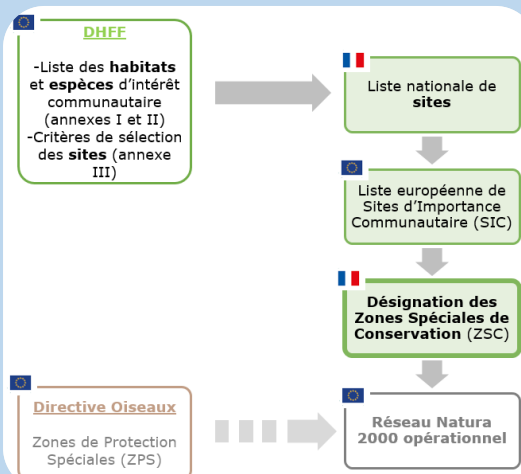 DHFF
-Liste des habitats
et espèces d’intérêt
communautaire
(annexes I et II)
-Critères de sélection
des sites (annexe
III)
Liste nationale de
sites
Liste européenne de
Sites d’Importance
Communautaire (SIC)
Désignation des
Zones Spéciales de
Conservation (ZSC)
Directive Oiseaux
Zones de Protection
Spéciales (ZPS)
Réseau Natura
2000 opérationnel